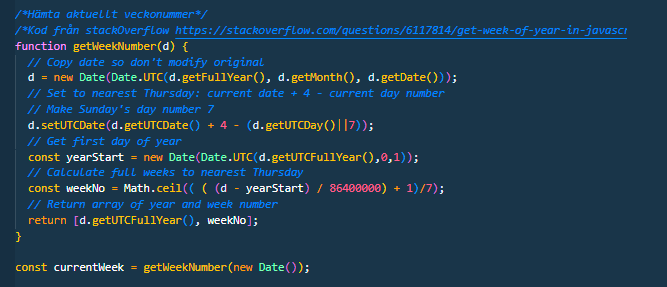 /*Hämta aktuellt veckonummer*/
/*Kod från stackOverflow https://stackoverflow.com/questions/6117814/get-week-of-year-in-javascr
function getWeekNumber(d) {
// Copy date so don't modify original
d = new Date(Date.UTC(d.getFullYear(), d.getMonth(), d.getDate()));
// Set to nearest Thursday: current date + 4 - current day number
// Make Sunday's day number 7
d.setUTCDate(d.getUTCDate() + 4 - (d.getUTCDay()||7));
// Get first day of year
const yearStart = new Date(Date.UTC(d.getUTCFullYear(),0,1));
// Calculate full weeks to nearest Thursday
const weekNo = Math.ceil(( ( (d - yearStart) / 86400000) + 1)/7);
// Return array of year and week number
return [d.getUTCFullYear(), weekNo];
}
const currentWeek = getWeekNumber(new Date());